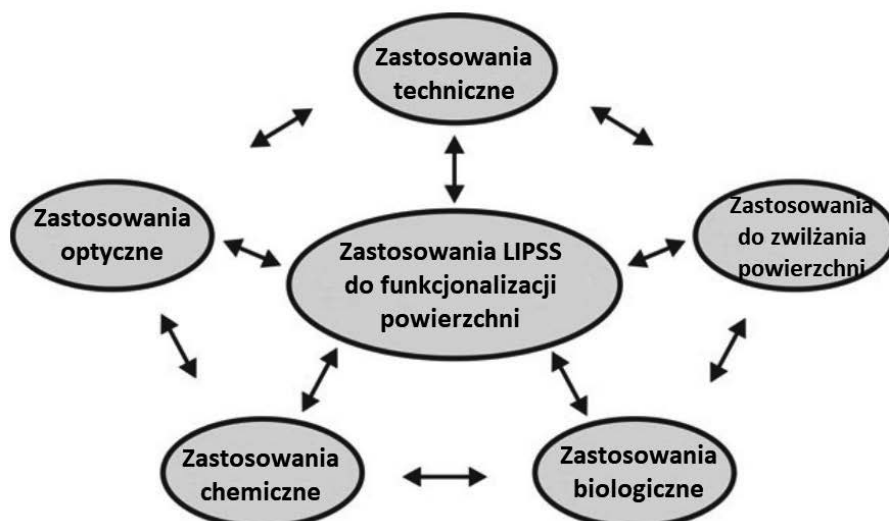 Zastosowania
techniczne
Zastosowania
optyczne
Zastosowania LIPSS
do funkcjonalizacji
powierzchni
Zastosowania
do zwilżania
powierzchni
Zastosowania
chemiczne
Zastosowania
biologiczne